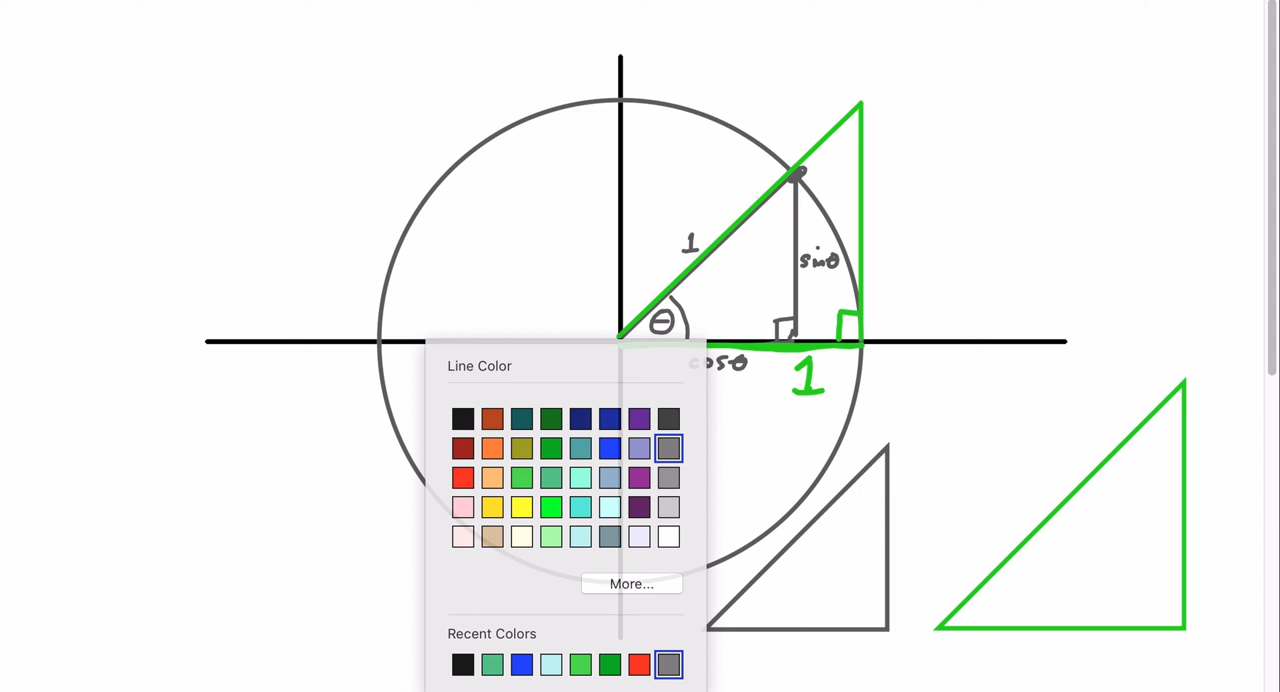 1
sinθ
θ
cosθ
1
Line Color
More...
Recent Colors